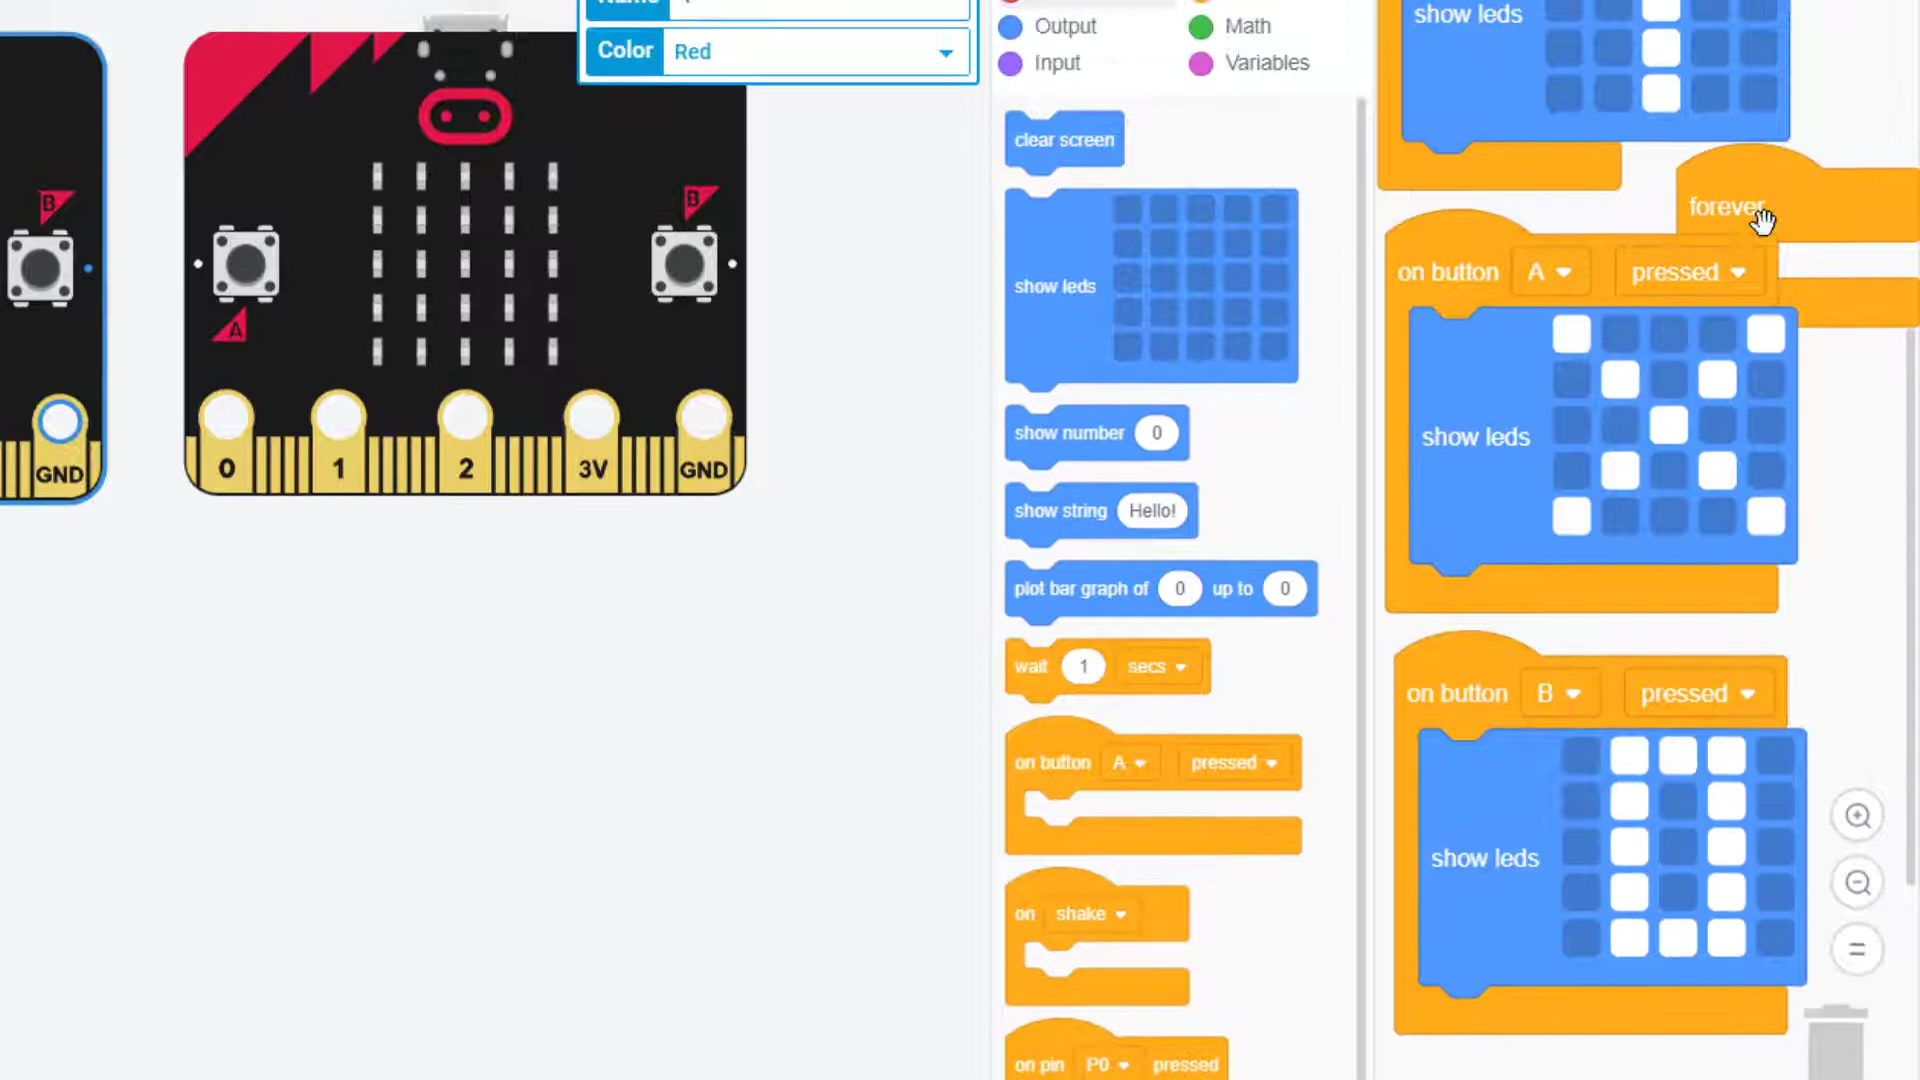 Color Red
Output
Math
Input
Variables
B
A
B
GND
0
1
2
3V
GND
clear screen
show leds
show number 0
show string Hello!
plot bar graph of 0 up to 0
wait 1 secs
on button A pressed
on shake
on pin P0 pressed
show leds
forever
on button A pressed
show leds
on button B pressed
show leds